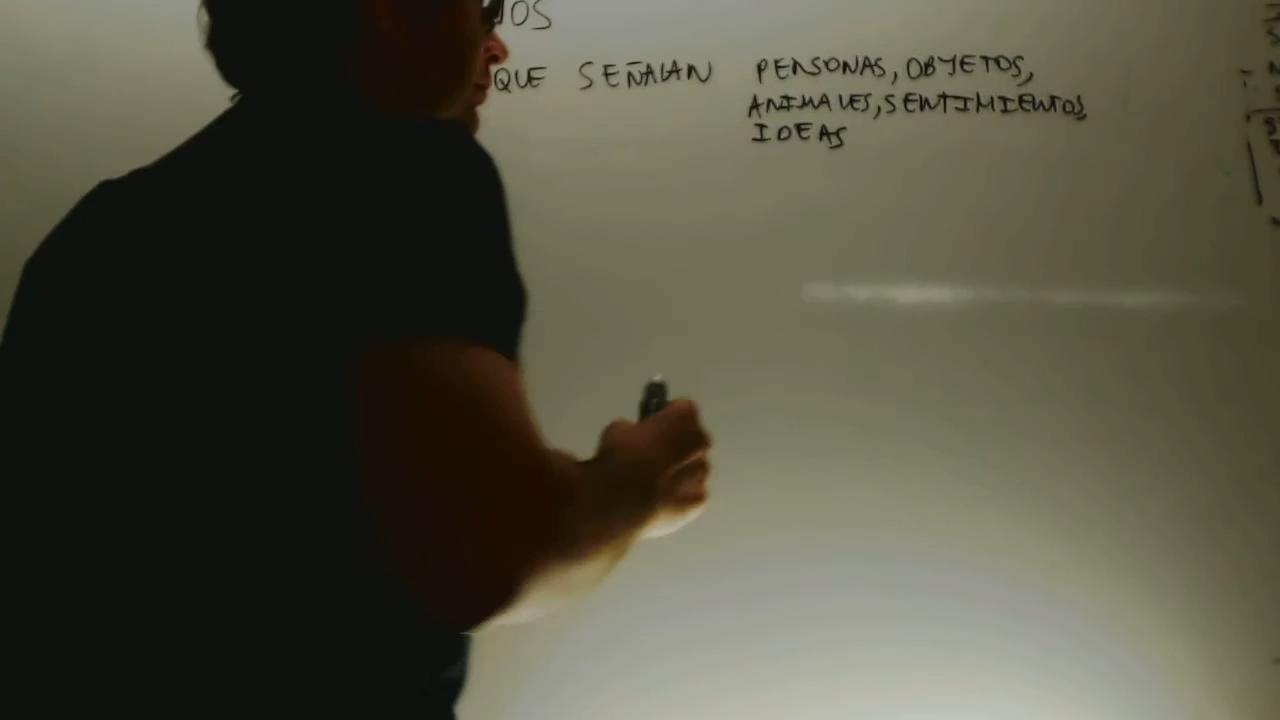 OS
QUE SEÑALAN PERSONAS, OBJETOS,
ANIMALES, SENTIMIENTOS,
IDEAS